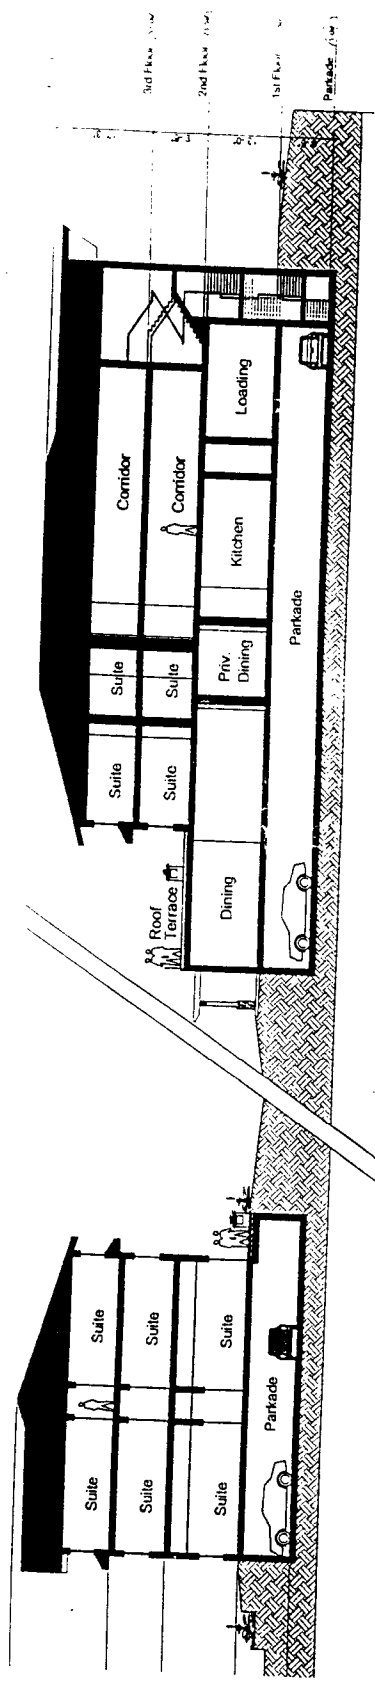 Suite
Suite
Suite
Suite
Suite
Suite
Parkade
Roof
Terrace
Suite
Suite
Corridor
Suite
Suite
Corridor
Dining
Priv.
Dining
Kitchen
Loading
Parkade
3rd Floor
2nd Floor
1st Floor
Parkade